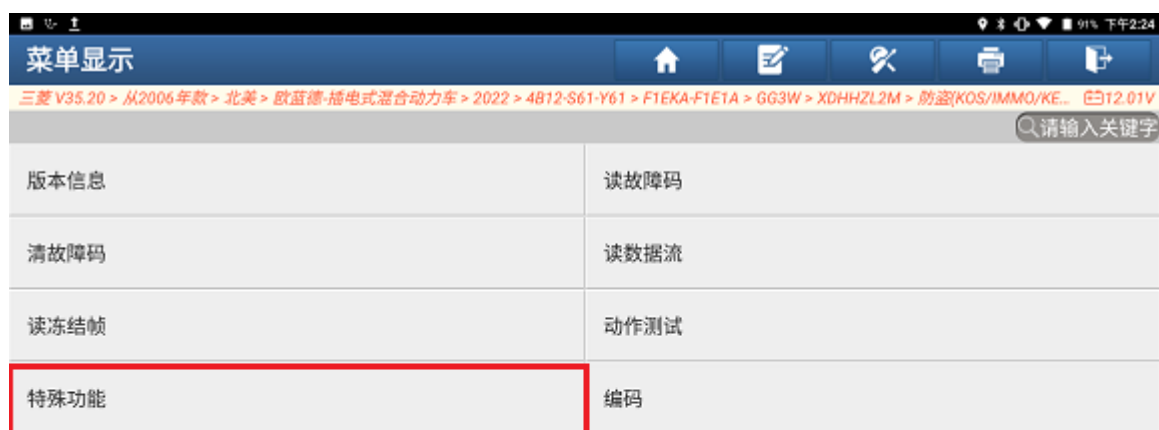 91% 下午2:24
菜单显示
三菱 V35.20 > 从2006年款 > 北美 > 欧蓝德-插电式混合动力车 > 2022 > 4B12-S61-Y61 > F1EKA-F1E1A > GG3W > XDHHZL2M > 防盗(KOS/IMMO/KE... 12.01V
请输入关键字
版本信息 读故障码
清故障码 读数据流
读冻结帧 动作测试
特殊功能 编码